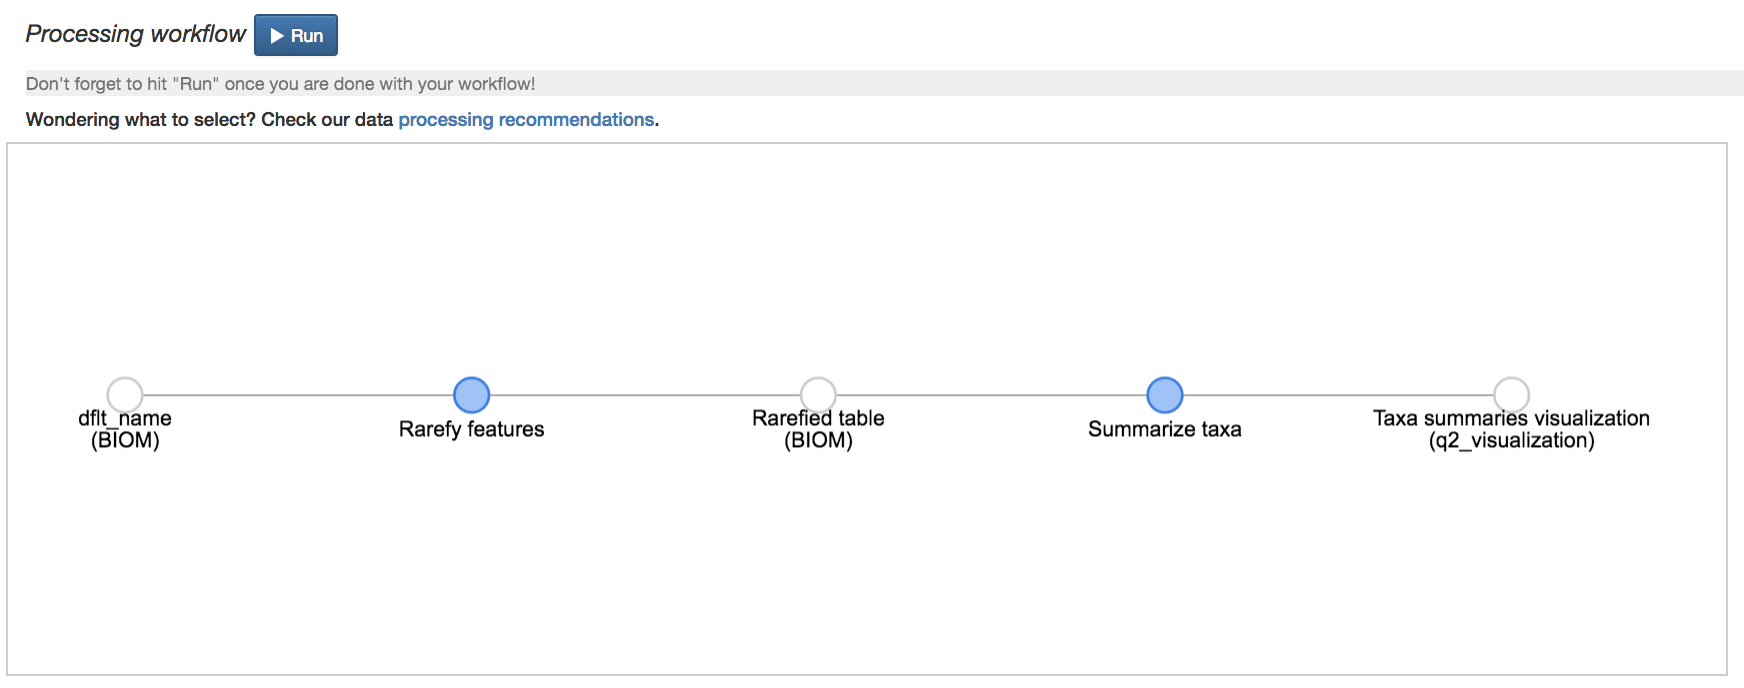 Processing workflow Run
Don't forget to hit "Run" once you are done with your workflow!
Wondering what to select? Check our data processing recommendations.
dflt_name
(BIOM)
Rarefy features
Rarefied table
(BIOM)
Summarize taxa
Taxa summaries visualization
(q2_visualization)